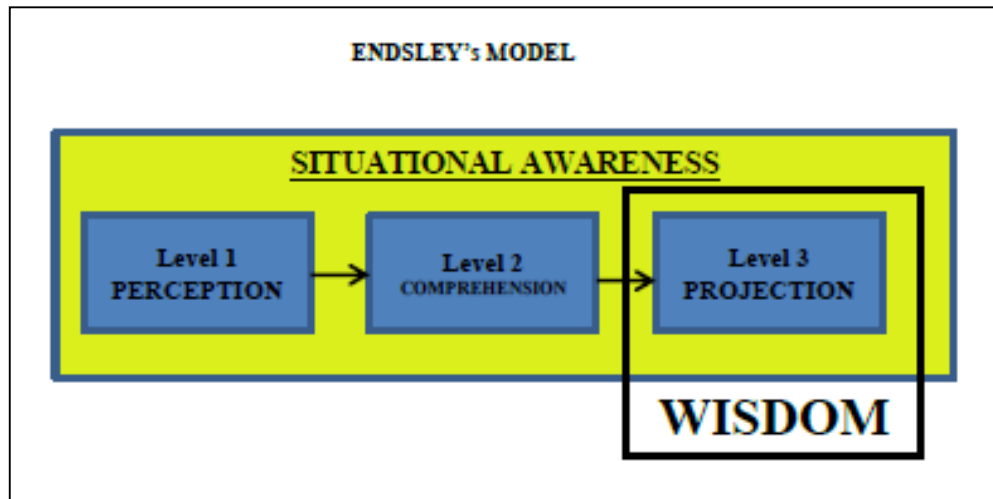 ENDSLEY's MODEL
SITUATIONAL AWARENESS
Level 1
PERCEPTION
Level 2
COMPREHENSION
Level 3
PROJECTION
WISDOM